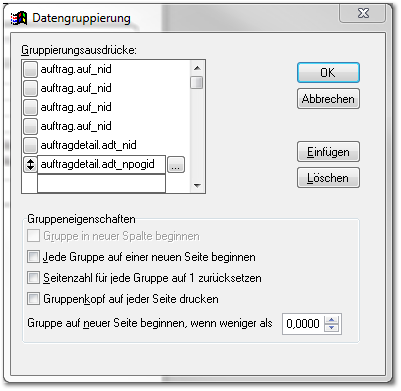 Datengruppierung
Gruppierungsausdrücke:
auftrag.auf_nid
auftrag.auf_nid
auftrag.auf_nid
auftrag.auf_nid
auftragdetail.adt_nid
auftragdetail.adt_npogid
...
OK
Abbrechen
Einfügen
Löschen
Gruppeneigenschaften
Gruppe in neuer Spalte beginnen
Jede Gruppe auf einer neuen Seite beginnen
Seitenzahl für jede Gruppe auf 1 zurücksetzen
Gruppenkopf auf jeder Seite drucken
Gruppe auf neuer Seite beginnen, wenn weniger als 0,0000